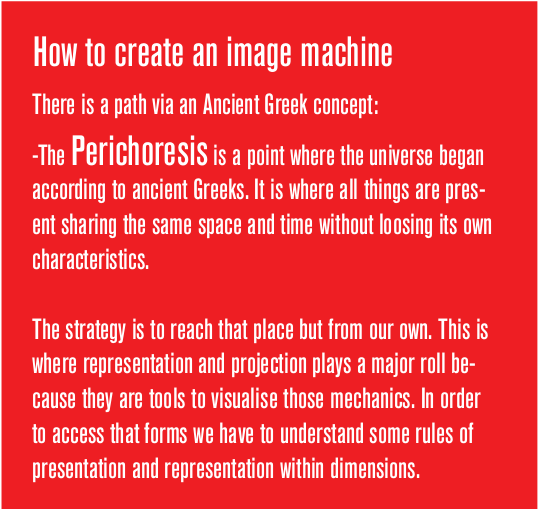 How to create an image machine
There is a path via an Ancient Greek concept:
-The Perichoresis is a point where the universe began
according to ancient Greeks. It is where all things are pres-
ent sharing the same space and time without loosing its own
characteristics.
The strategy is to reach that place but from our own. This is
where representation and projection plays a major roll be-
cause they are tools to visualise those mechanics. In order
to access that forms we have to understand some rules of
presentation and representation within dimensions.